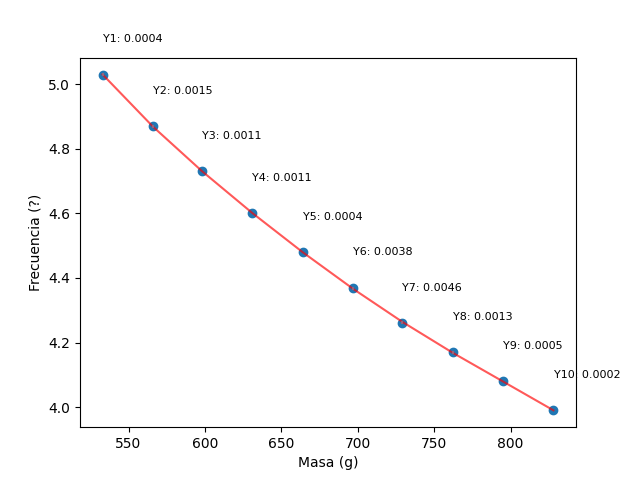 Y1: 0.0004
Y2: 0.0015
Y3: 0.0011
Y4: 0.0011
Y5: 0.0004
Y6: 0.0038
Y7: 0.0046
Y8: 0.0013
Y9: 0.0005
Y10: 0.0002
5.0
4.8
4.6
4.4
4.2
4.0
Frecuencia (?)
550 600 650 700 750 800
Masa (g)